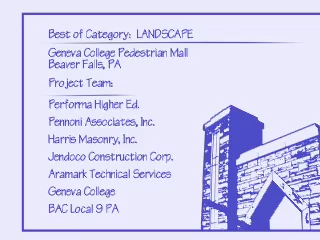 Best of Category: LANDSCAPE
Geneva College Pedestrian Mall
Beaver Falls, PA
Project Team:
Performa Higher Ed.
Pennoni Associates, Inc.
Harris Masonry, Inc.
Jendoco Construction Corp.
Aramark Technical Services
Geneva College
BAC Local 9 PA